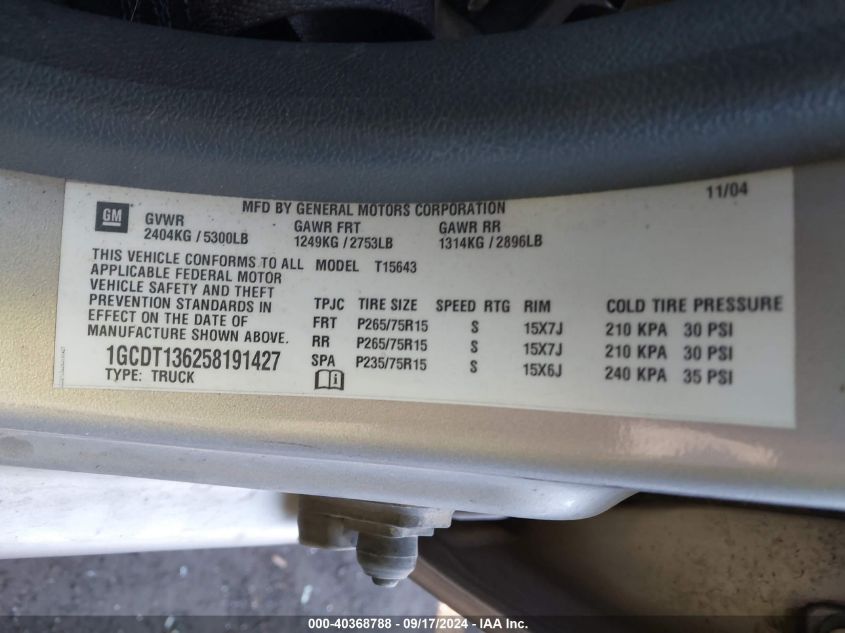 MFD BY GENERAL MOTORS CORPORATION 11/04
GM GVWR GAWR FRT GAWR RR
2404KG / 5300LB 1249KG / 2753LB 1314KG / 2896LB
THIS VEHICLE CONFORMS TO ALL MODEL T15643
APPLICABLE FEDERAL MOTOR
VEHICLE SAFETY AND THEFT
PREVENTION STANDARDS IN
EFFECT ON THE DATE OF
MANUFACTURE SHOWN ABOVE.
TPJC TIRE SIZE SPEED RTG RIM COLD TIRE PRESSURE
FRT P265/75R15 S 15X7J 210 KPA 30 PSI
RR P265/75R15 S 15X7J 210 KPA 30 PSI
SPA P235/75R15 S 15X6J 240 KPA 35 PSI
1GCDT136258191427
TYPE: TRUCK
000-40368788 - 09/17/2024 - IAA Inc.